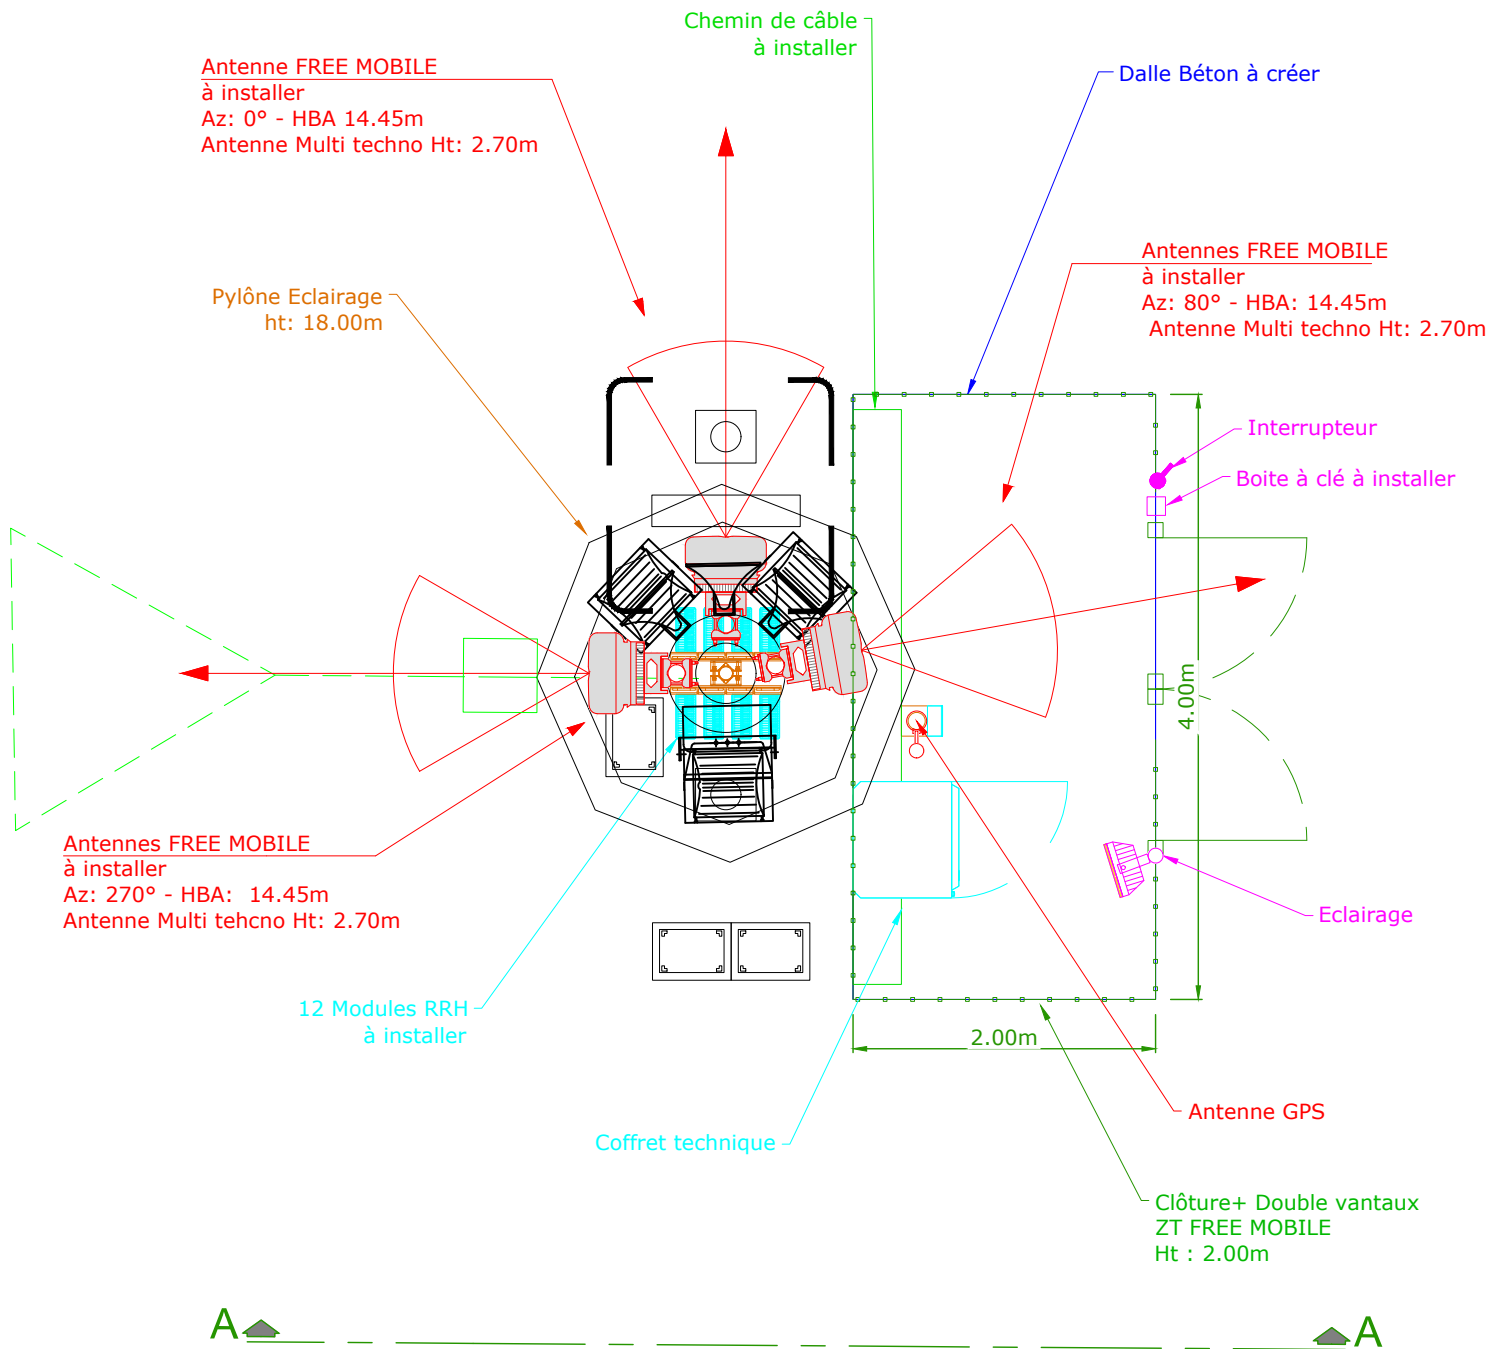 Chemin de câble
à installer
Antenne FREE MOBILE
à installer
Az: 0° - HBA 14.45m
Antenne Multi techno Ht: 2.70m
Dalle Béton à créer
Antennes FREE MOBILE
à installer
Az: 80° - HBA: 14.45m
Antenne Multi techno Ht: 2.70m
Pylône Eclairage
ht: 18.00m
Interrupteur
Boite à clé à installer
4.00m
Antennes FREE MOBILE
à installer
Az: 270° - HBA: 14.45m
Antenne Multi tehcno Ht: 2.70m
Eclairage
12 Modules RRH
à installer
2.00m
Antenne GPS
Coffret technique
Clôture+ Double vantaux
ZT FREE MOBILE
Ht : 2.00m
A
A